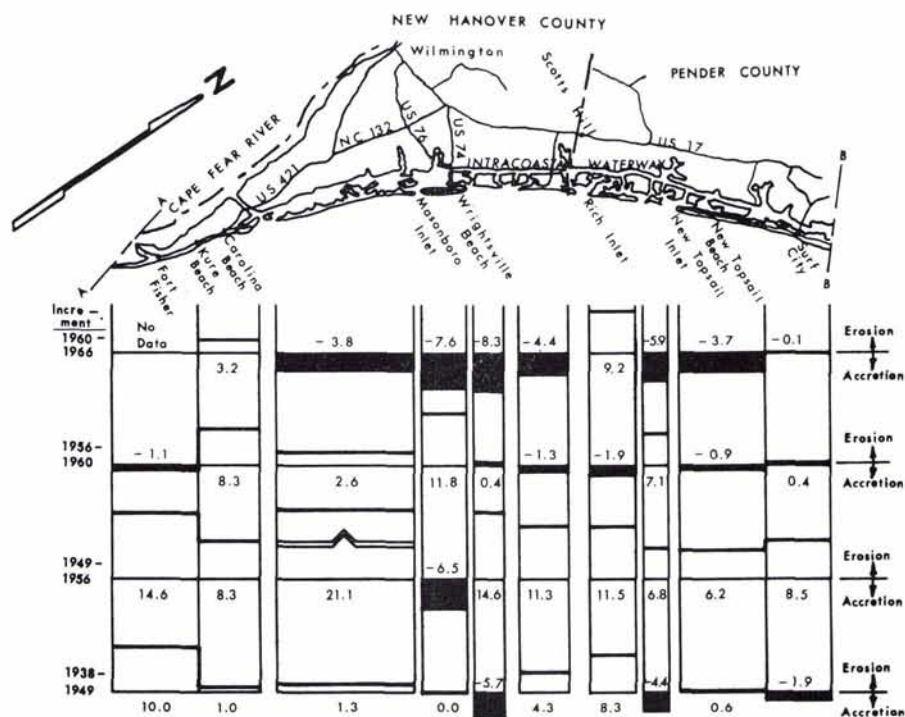 NEW HANOVER COUNTY
Wilmington
Scotts Hill
PENDER COUNTY
N
CAPE FEAR RIVER
US 421
N.C. 132
US 76
US 74
US 17
INTRACOASTAL WATERWAY
A
A
B
B
Fort Fisher
Kure Beach
Carolina Beach
Masonboro Inlet
Wrightsville Beach
Rich Inlet
New Topsail Inlet
New Topsail Beach
Surf City
Incre-
ment
No Data
1960- -3.8 -7.6 -8.3 -4.4 -5.9 -3.7 -0.1 Erosion
1966
3.2 9.2 Accretion
1956- -1.1 -1.3 -1.9 -0.9 Erosion
1960
8.3 2.6 11.8 0.4 7.1 0.4 Accretion
1949- -6.5 Erosion
1956
14.6 8.3 21.1 14.6 11.3 11.5 6.8 6.2 8.5 Accretion
1938- -5.7 -4.4 -1.9 Erosion
1949
10.0 1.0 1.3 0.0 4.3 8.3 0.6 Accretion